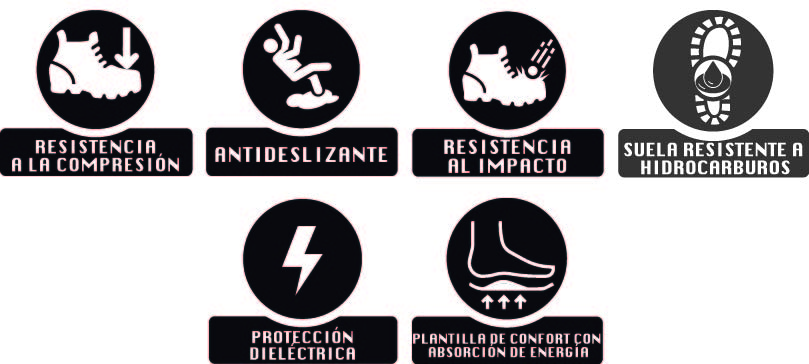 RESISTENCIA
A LA COMPRESIÓN
ANTIDESLIZANTE
RESISTENCIA
AL IMPACTO
SUELA RESISTENTE A
HIDROCARBUROS
PROTECCIÓN
DIELÉCTRICA
PLANTILLA DE CONFORT CON
ABSORCIÓN DE ENERGÍA